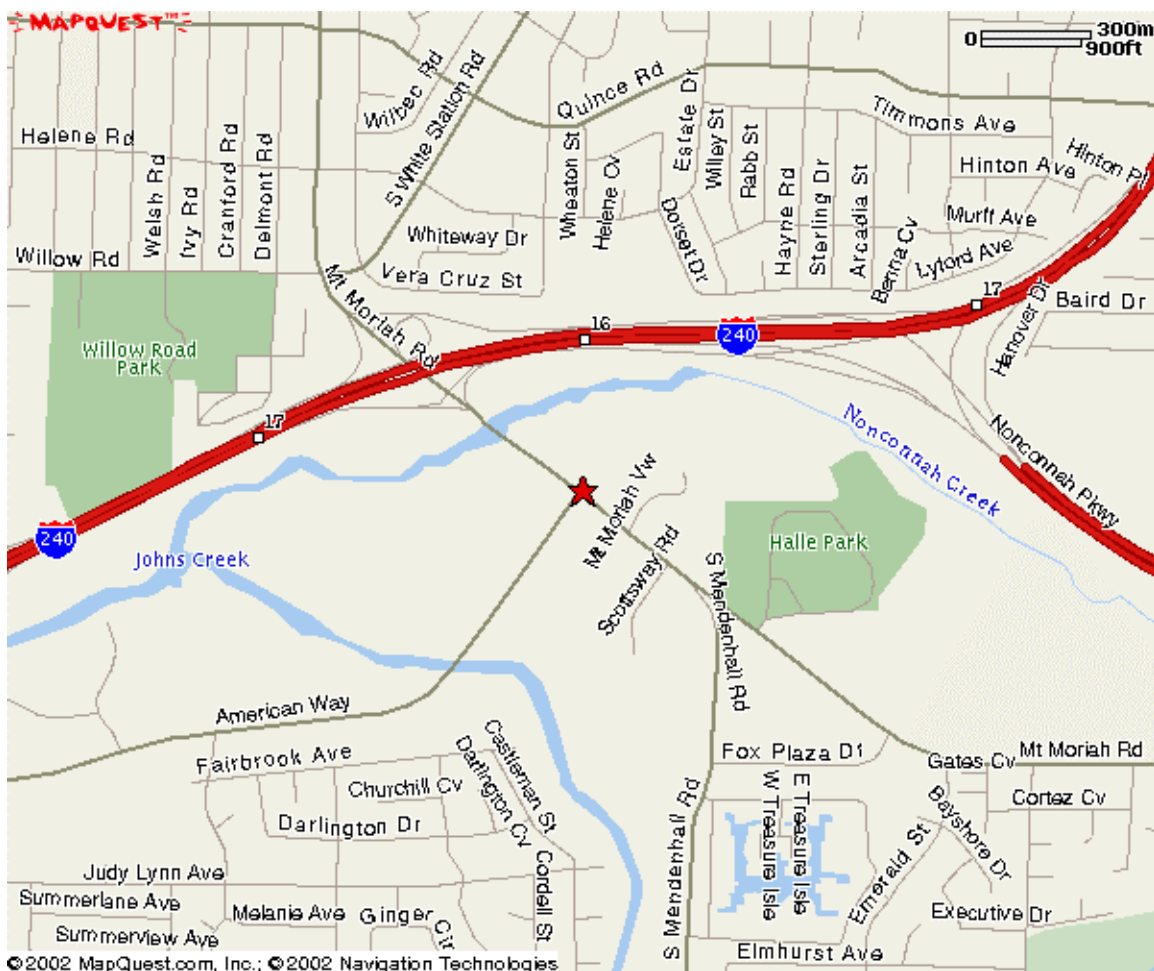 MAPQUEST™
0 300m
900ft
Wilbec Rd
S White Station Rd
Quince Rd
Estate Dr
Timmons Ave
Helene Rd
Welsh Rd
Ivy Rd
Cranford Rd
Delmont Rd
Wheaton St
Helene Cv
Willey St
Rabb St
Hinton Ave
Hinton Pl
Dorset Dr
Hayne Rd
Sterling Dr
Arcadia St
Murff Ave
Whiteway Dr
Benna Cv
Lyford Ave
Willow Rd
Vera Cruz St
Mt Moriah Rd
Hanover Dr
Baird Dr
17
16
240
Willow Road
Park
17
Nonconnah Creek
Nonconnah Pkwy
Mt Moriah Vw
240
Johns Creek
Halle Park
Scottsway Rd
S Mendenhall Rd
American Way
Fairbrook Ave
Castleman St
Darlington Cv
Fox Plaza D1
Gates Cv
Mt Moriah Rd
Churchill Cv
S Mendenhall Rd
W Treasure Isle
E Treasure Isle
Bayshore Dr
Cortez Cv
Darlington Dr
Emerald St
Judy Lynn Ave
Cordell St
Summerlane Ave
Melanie Ave
Ginger Cir
Executive Dr
Summerview Ave
Elmhurst Ave
©2002 MapQuest.com, Inc.; ©2002 Navigation Technologies